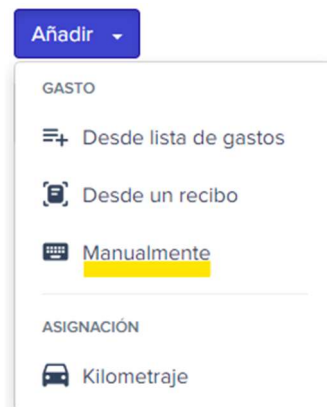 Añadir
GASTO
Desde lista de gastos
Desde un recibo
Manualmente
ASIGNACIÓN
Kilometraje